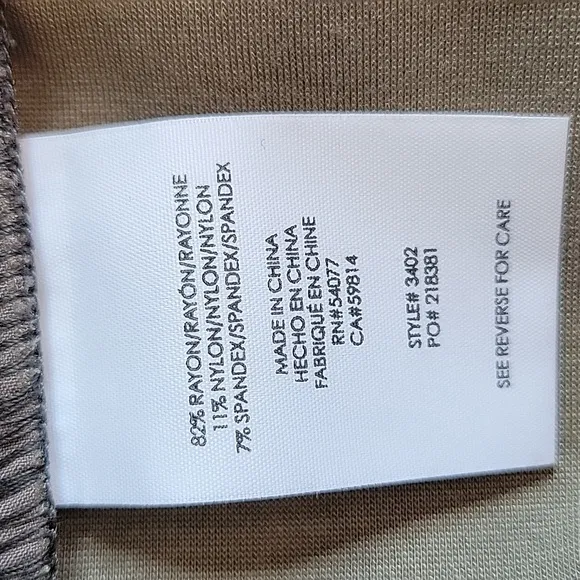 82% RAYON/RAYÓN/RAYONNE
11% NYLON/NYLON/NYLON
7% SPANDEX/SPANDEX/SPANDEX
MADE IN CHINA
HECHO EN CHINA
FABRIQUÉ EN CHINE
RN#54077
CA#59814
STYLE# 3402
PO# 218381
SEE REVERSE FOR CARE